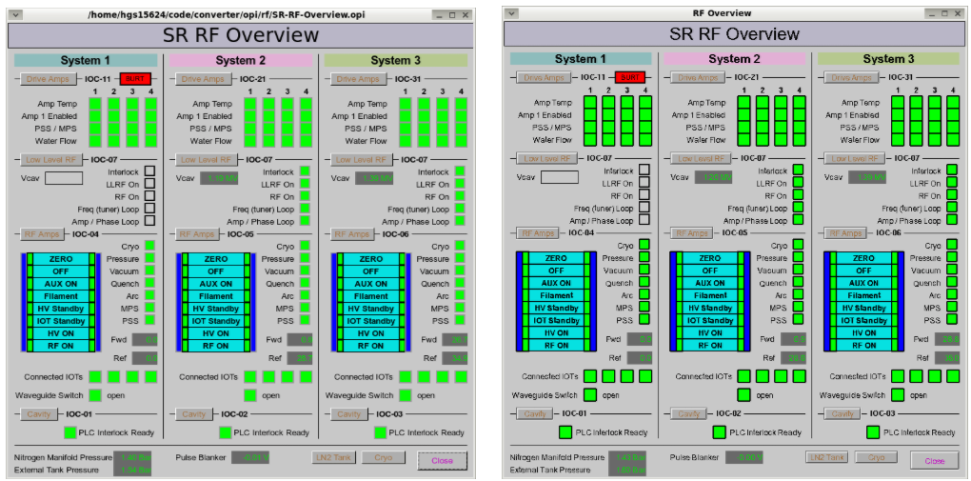 /home/hgs15624/code/converter/opi/rf/SR-RF-Overview.opi
SR RF Overview
System 1 System 2 System 3
Drive Amps IOC-11 BURT Drive Amps IOC-21 Drive Amps IOC-31
1 2 3 4 1 2 3 4 1 2 3 4
Amp Temp Amp Temp Amp Temp
Amp 1 Enabled Amp 1 Enabled Amp 1 Enabled
PSS / MPS PSS / MPS PSS / MPS
Water Flow Water Flow Water Flow
Low Level RF IOC-07 Low Level RF IOC-07 Low Level RF IOC-07
Vcav Interlock Vcav Interlock Vcav Interlock
LLRF On LLRF On LLRF On
RF On RF On RF On
Freq (tuner) Loop Freq (tuner) Loop Freq (tuner) Loop
Amp / Phase Loop Amp / Phase Loop Amp / Phase Loop
RF Amps IOC-04 RF Amps IOC-05 RF Amps IOC-06
Cryo Cryo Cryo
ZERO Pressure ZERO Pressure ZERO Pressure
OFF Vacuum OFF Vacuum OFF Vacuum
AUX ON Quench AUX ON Quench AUX ON Quench
Filament Arc Filament Arc Filament Arc
HV Standby MPS HV Standby MPS HV Standby MPS
IOT Standby PSS IOT Standby PSS IOT Standby PSS
HV ON Fwd HV ON Fwd HV ON Fwd
RF ON Ref RF ON Ref RF ON Ref
Connected IOTs Connected IOTs Connected IOTs
Waveguide Switch open open Waveguide Switch open
Cavity IOC-01 Cavity IOC-02 Cavity IOC-03
PLC Interlock Ready PLC Interlock Ready PLC Interlock Ready
Nitrogen Manifold Pressure Pulse Blanker LN2 Tank Cryo Close
External Tank Pressure
RF Overview
SR RF Overview
System 1 System 2 System 3
Drive Amps IOC-11 BURT Drive Amps IOC-21 Drive Amps IOC-31
1 2 3 4 1 2 3 4 1 2 3 4
Amp Temp Amp Temp Amp Temp
Amp 1 Enabled Amp 1 Enabled Amp 1 Enabled
PSS / MPS PSS / MPS PSS / MPS
Water Flow Water Flow Water Flow
Low Level RF IOC-07 Low Level RF IOC-07 Low Level RF IOC-07
Vcav Interlock Vcav Interlock Vcav Interlock
LLRF On LLRF On LLRF On
RF On RF On RF On
Freq (tuner) Loop Freq (tuner) Loop Freq (tuner) Loop
Amp / Phase Loop Amp / Phase Loop Amp / Phase Loop
RF Amps IOC-04 RF Amps IOC-05 RF Amps IOC-06
Cryo Cryo Cryo
ZERO Pressure ZERO Pressure ZERO Pressure
OFF Vacuum OFF Vacuum OFF Vacuum
AUX ON Quench AUX ON Quench AUX ON Quench
Filament Arc Filament Arc Filament Arc
HV Standby MPS HV Standby MPS HV Standby MPS
IOT Standby PSS IOT Standby PSS IOT Standby PSS
HV ON Fwd HV ON Fwd HV ON Fwd
RF ON Ref RF ON Ref RF ON Ref
Connected IOTs Connected IOTs Connected IOTs
Waveguide Switch open open Waveguide Switch open
Cavity IOC-01 Cavity IOC-02 Cavity IOC-03
PLC Interlock Ready PLC Interlock Ready PLC Interlock Ready
Nitrogen Manifold Pressure Pulse Blanker LN2 Tank Cryo Close
External Tank Pressure